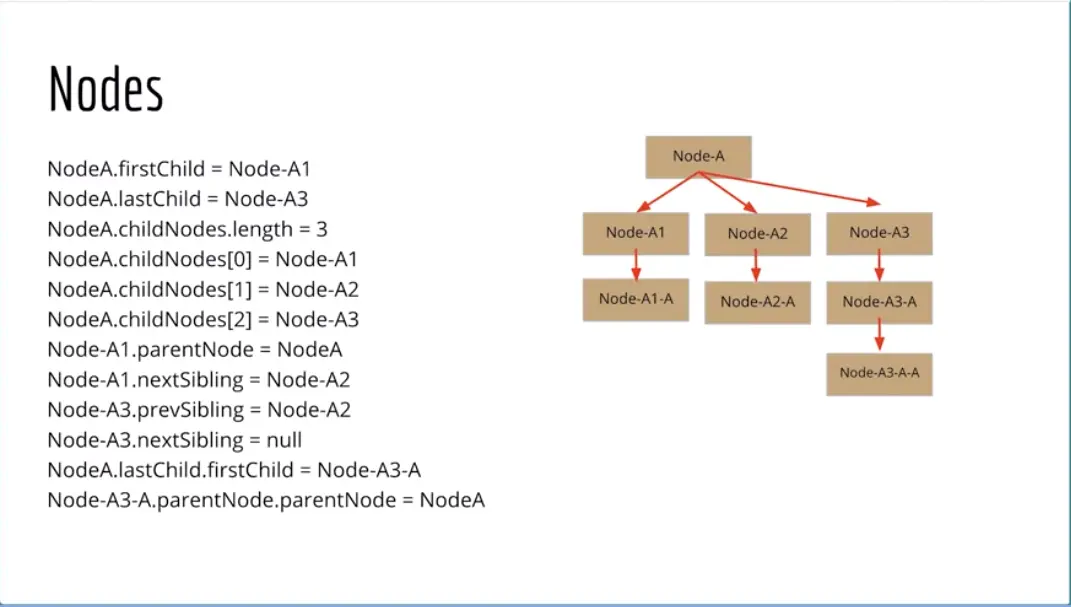 Nodes
NodeA.firstChild = Node-A1
NodeA.lastChild = Node-A3
NodeA.childNodes.length = 3
NodeA.childNodes[0] = Node-A1
NodeA.childNodes[1] = Node-A2
NodeA.childNodes[2] = Node-A3
Node-A1.parentNode = NodeA
Node-A1.nextSibling = Node-A2
Node-A3.prevSibling = Node-A2
Node-A3.nextSibling = null
NodeA.lastChild.firstChild = Node-A3-A
Node-A3-A.parentNode.parentNode = NodeA
Node-A
Node-A1
Node-A2
Node-A3
Node-A1-A
Node-A2-A
Node-A3-A
Node-A3-A-A